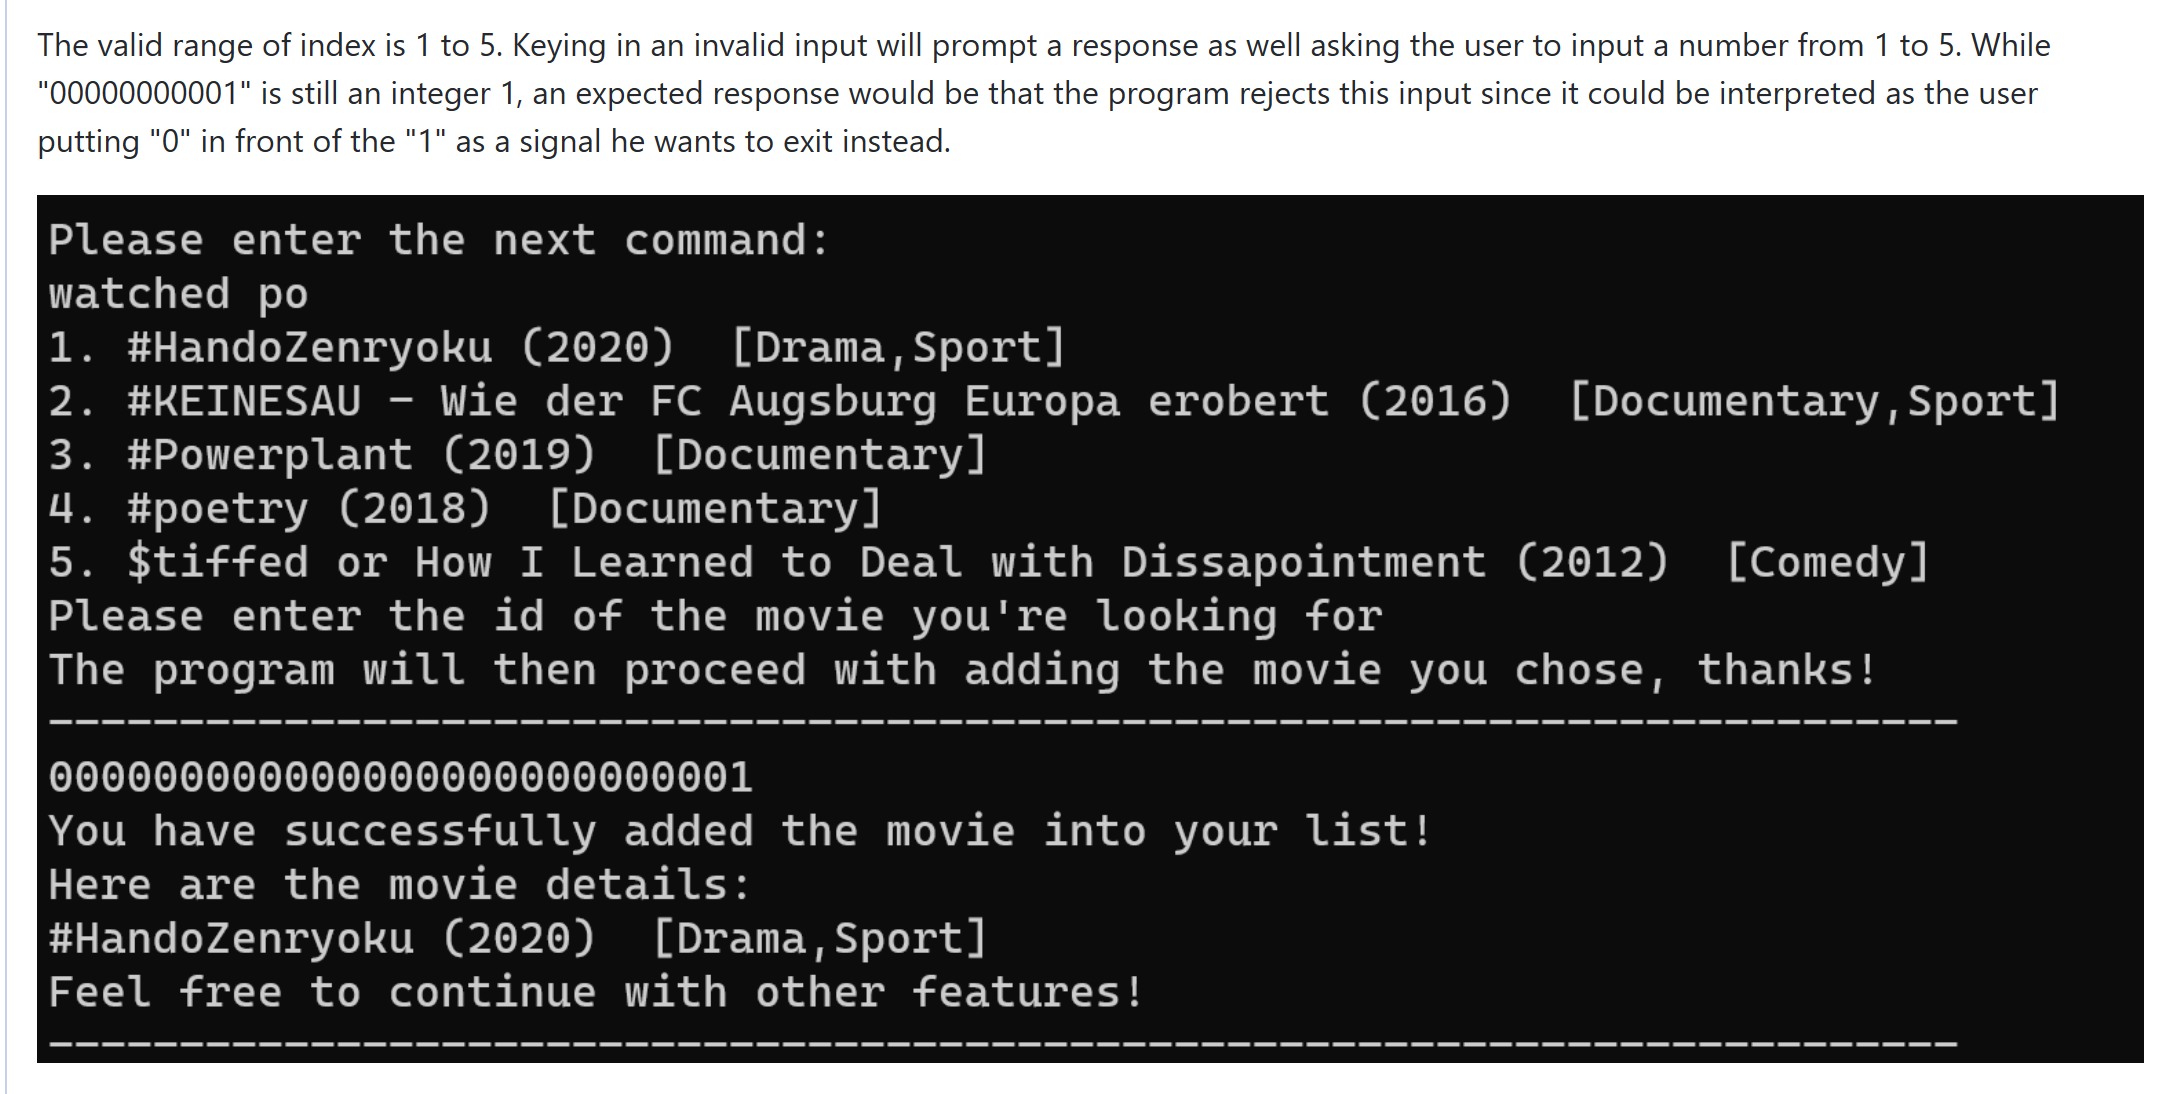 The valid range of index is 1 to 5. Keying in an invalid input will prompt a response as well asking the user to input a number from 1 to 5. While
"00000000001" is still an integer 1, an expected response would be that the program rejects this input since it could be interpreted as the user
putting "0" in front of the "1" as a signal he wants to exit instead.
Please enter the next command:
watched po
1. #HandoZenryoku (2020)  [Drama,Sport]
2. #KEINESAU - Wie der FC Augsburg Europa erobert (2016)  [Documentary,Sport]
3. #Powerplant (2019)  [Documentary]
4. #poetry (2018)  [Documentary]
5. $tiffed or How I Learned to Deal with Dissapointment (2012)  [Comedy]
Please enter the id of the movie you're looking for
The program will then proceed with adding the movie you chose, thanks!
----------------------------------------------------------------------
000000000000000000000000001
You have successfully added the movie into your list!
Here are the movie details:
#HandoZenryoku (2020)  [Drama,Sport]
Feel free to continue with other features!
----------------------------------------------------------------------